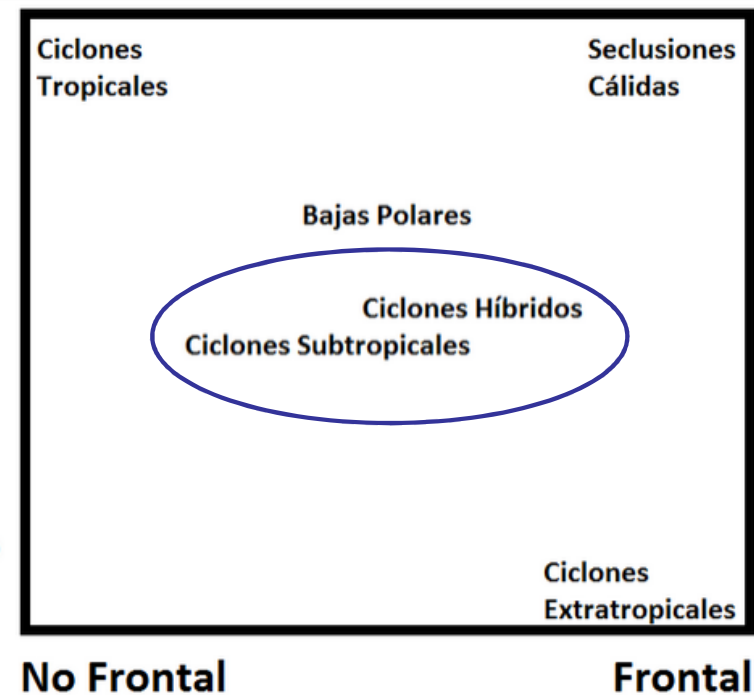 Ciclones
Tropicales
Seclusiones
Cálidas
Bajas Polares
Ciclones Híbridos
Ciclones Subtropicales
Ciclones
Extratropicales
No Frontal
Frontal